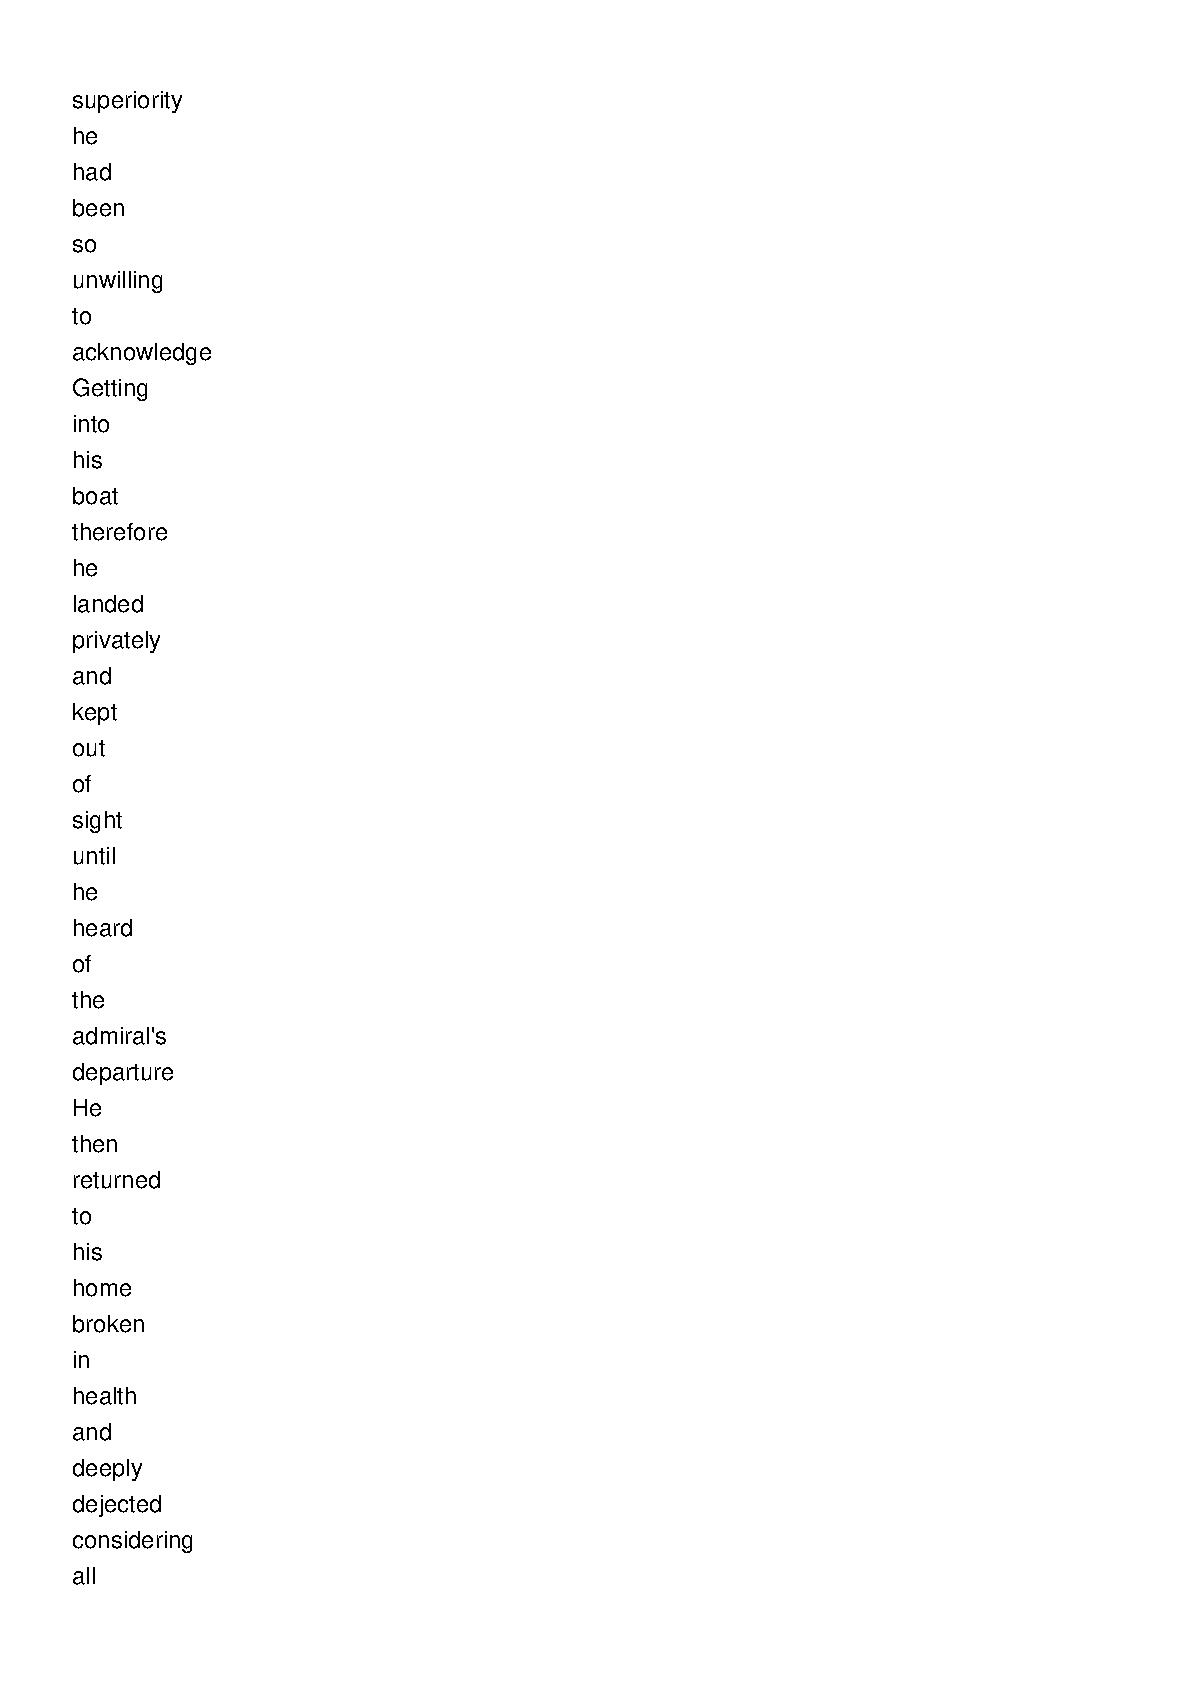 superiority
he
had
been
so
unwilling
to
acknowledge
Getting
into
his
boat
therefore
he
landed
privately
and
kept
out
of
sight
until
he
heard
of
the
admiral's
departure
He
then
returned
to
his
home
broken
in
health
and
deeply
dejected
considering
all